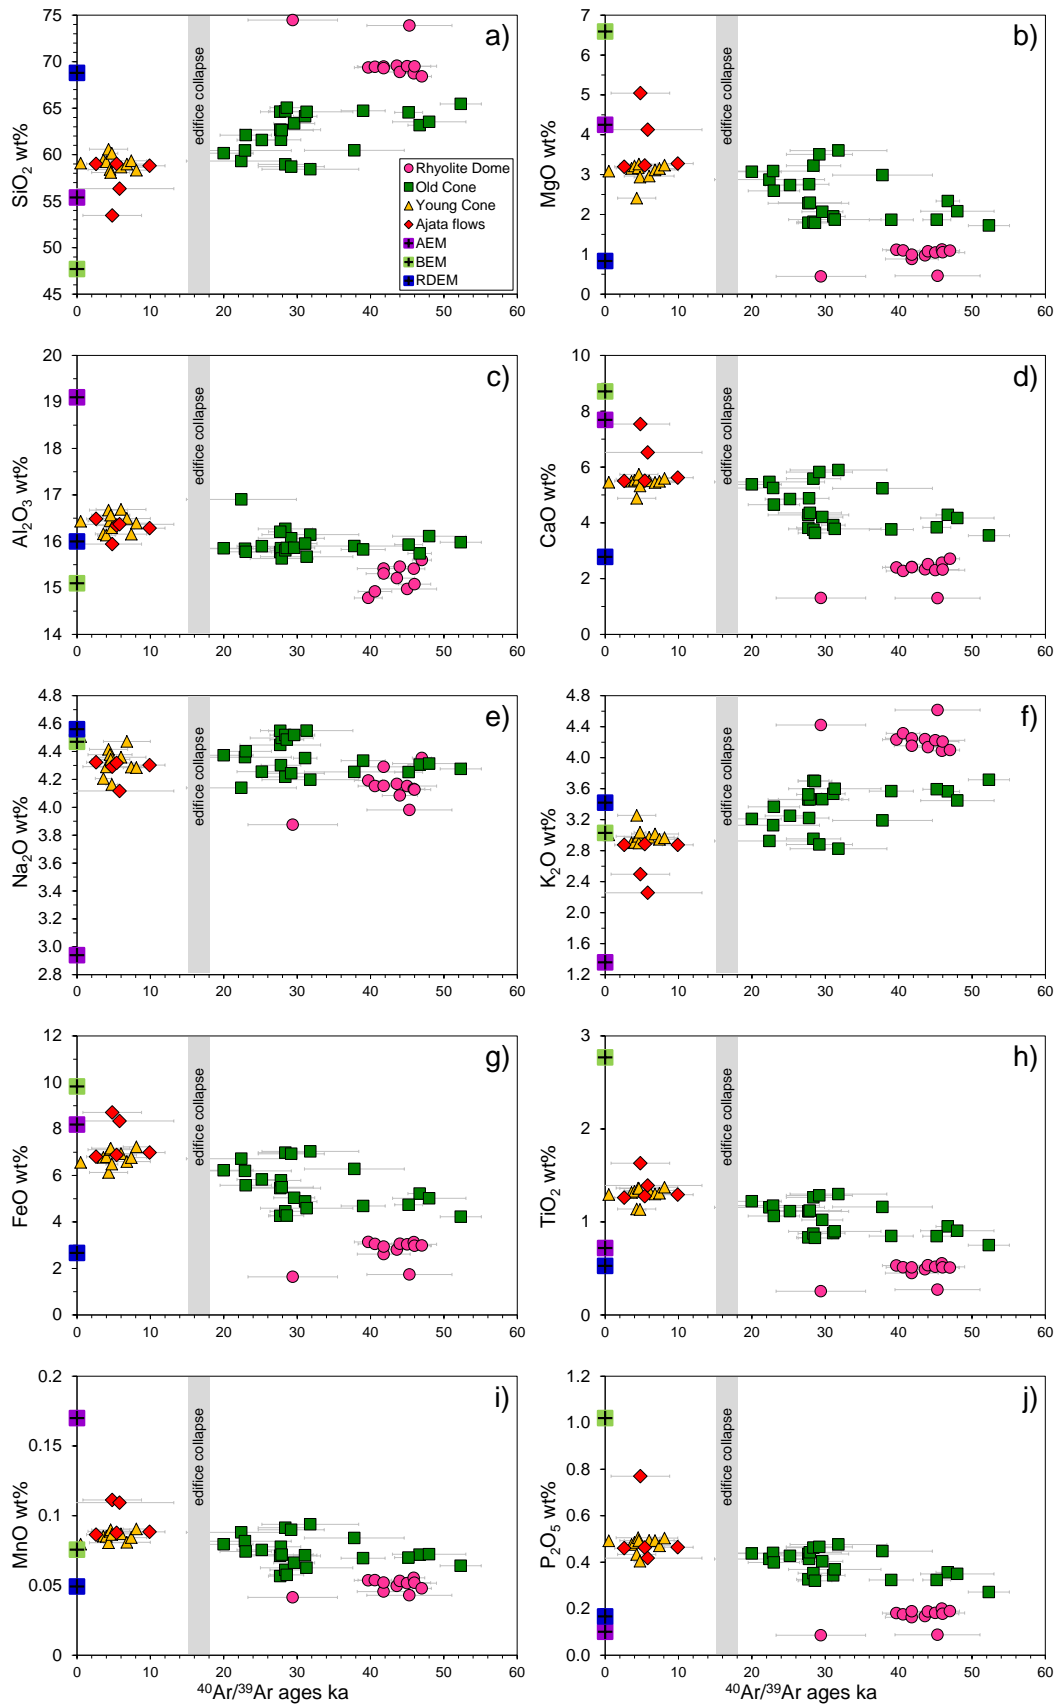 75
70
65
60
55
50
45
SiO2 wt%
edifice collapse
a)
Rhyolite Dome
Old Cone
Young Cone
Ajata flows
AEM
BEM
RDEM
0 10 20 30 40 50 60
7
6
5
4
3
2
1
0
MgO wt%
edifice collapse
b)
0 10 20 30 40 50 60
20
19
18
17
16
15
14
Al2O3 wt%
edifice collapse
c)
0 10 20 30 40 50 60
10
8
6
4
2
0
CaO wt%
edifice collapse
d)
0 10 20 30 40 50 60
4.8
4.6
4.4
4.2
4.0
3.8
3.6
3.4
3.2
3.0
2.8
Na2O wt%
edifice collapse
e)
0 10 20 30 40 50 60
4.8
4.2
3.6
3.0
2.4
1.8
1.2
K2O wt%
edifice collapse
f)
0 10 20 30 40 50 60
12
10
8
6
4
2
0
FeO wt%
edifice collapse
g)
0 10 20 30 40 50 60
3
2
1
0
TiO2 wt%
edifice collapse
h)
0 10 20 30 40 50 60
0.2
0.15
0.1
0.05
0
MnO wt%
edifice collapse
i)
0 10 20 30 40 50 60
40Ar/39Ar ages ka
1.2
1.0
0.8
0.6
0.4
0.2
0.0
P2O5 wt%
edifice collapse
j)
0 10 20 30 40 50 60
40Ar/39Ar ages ka